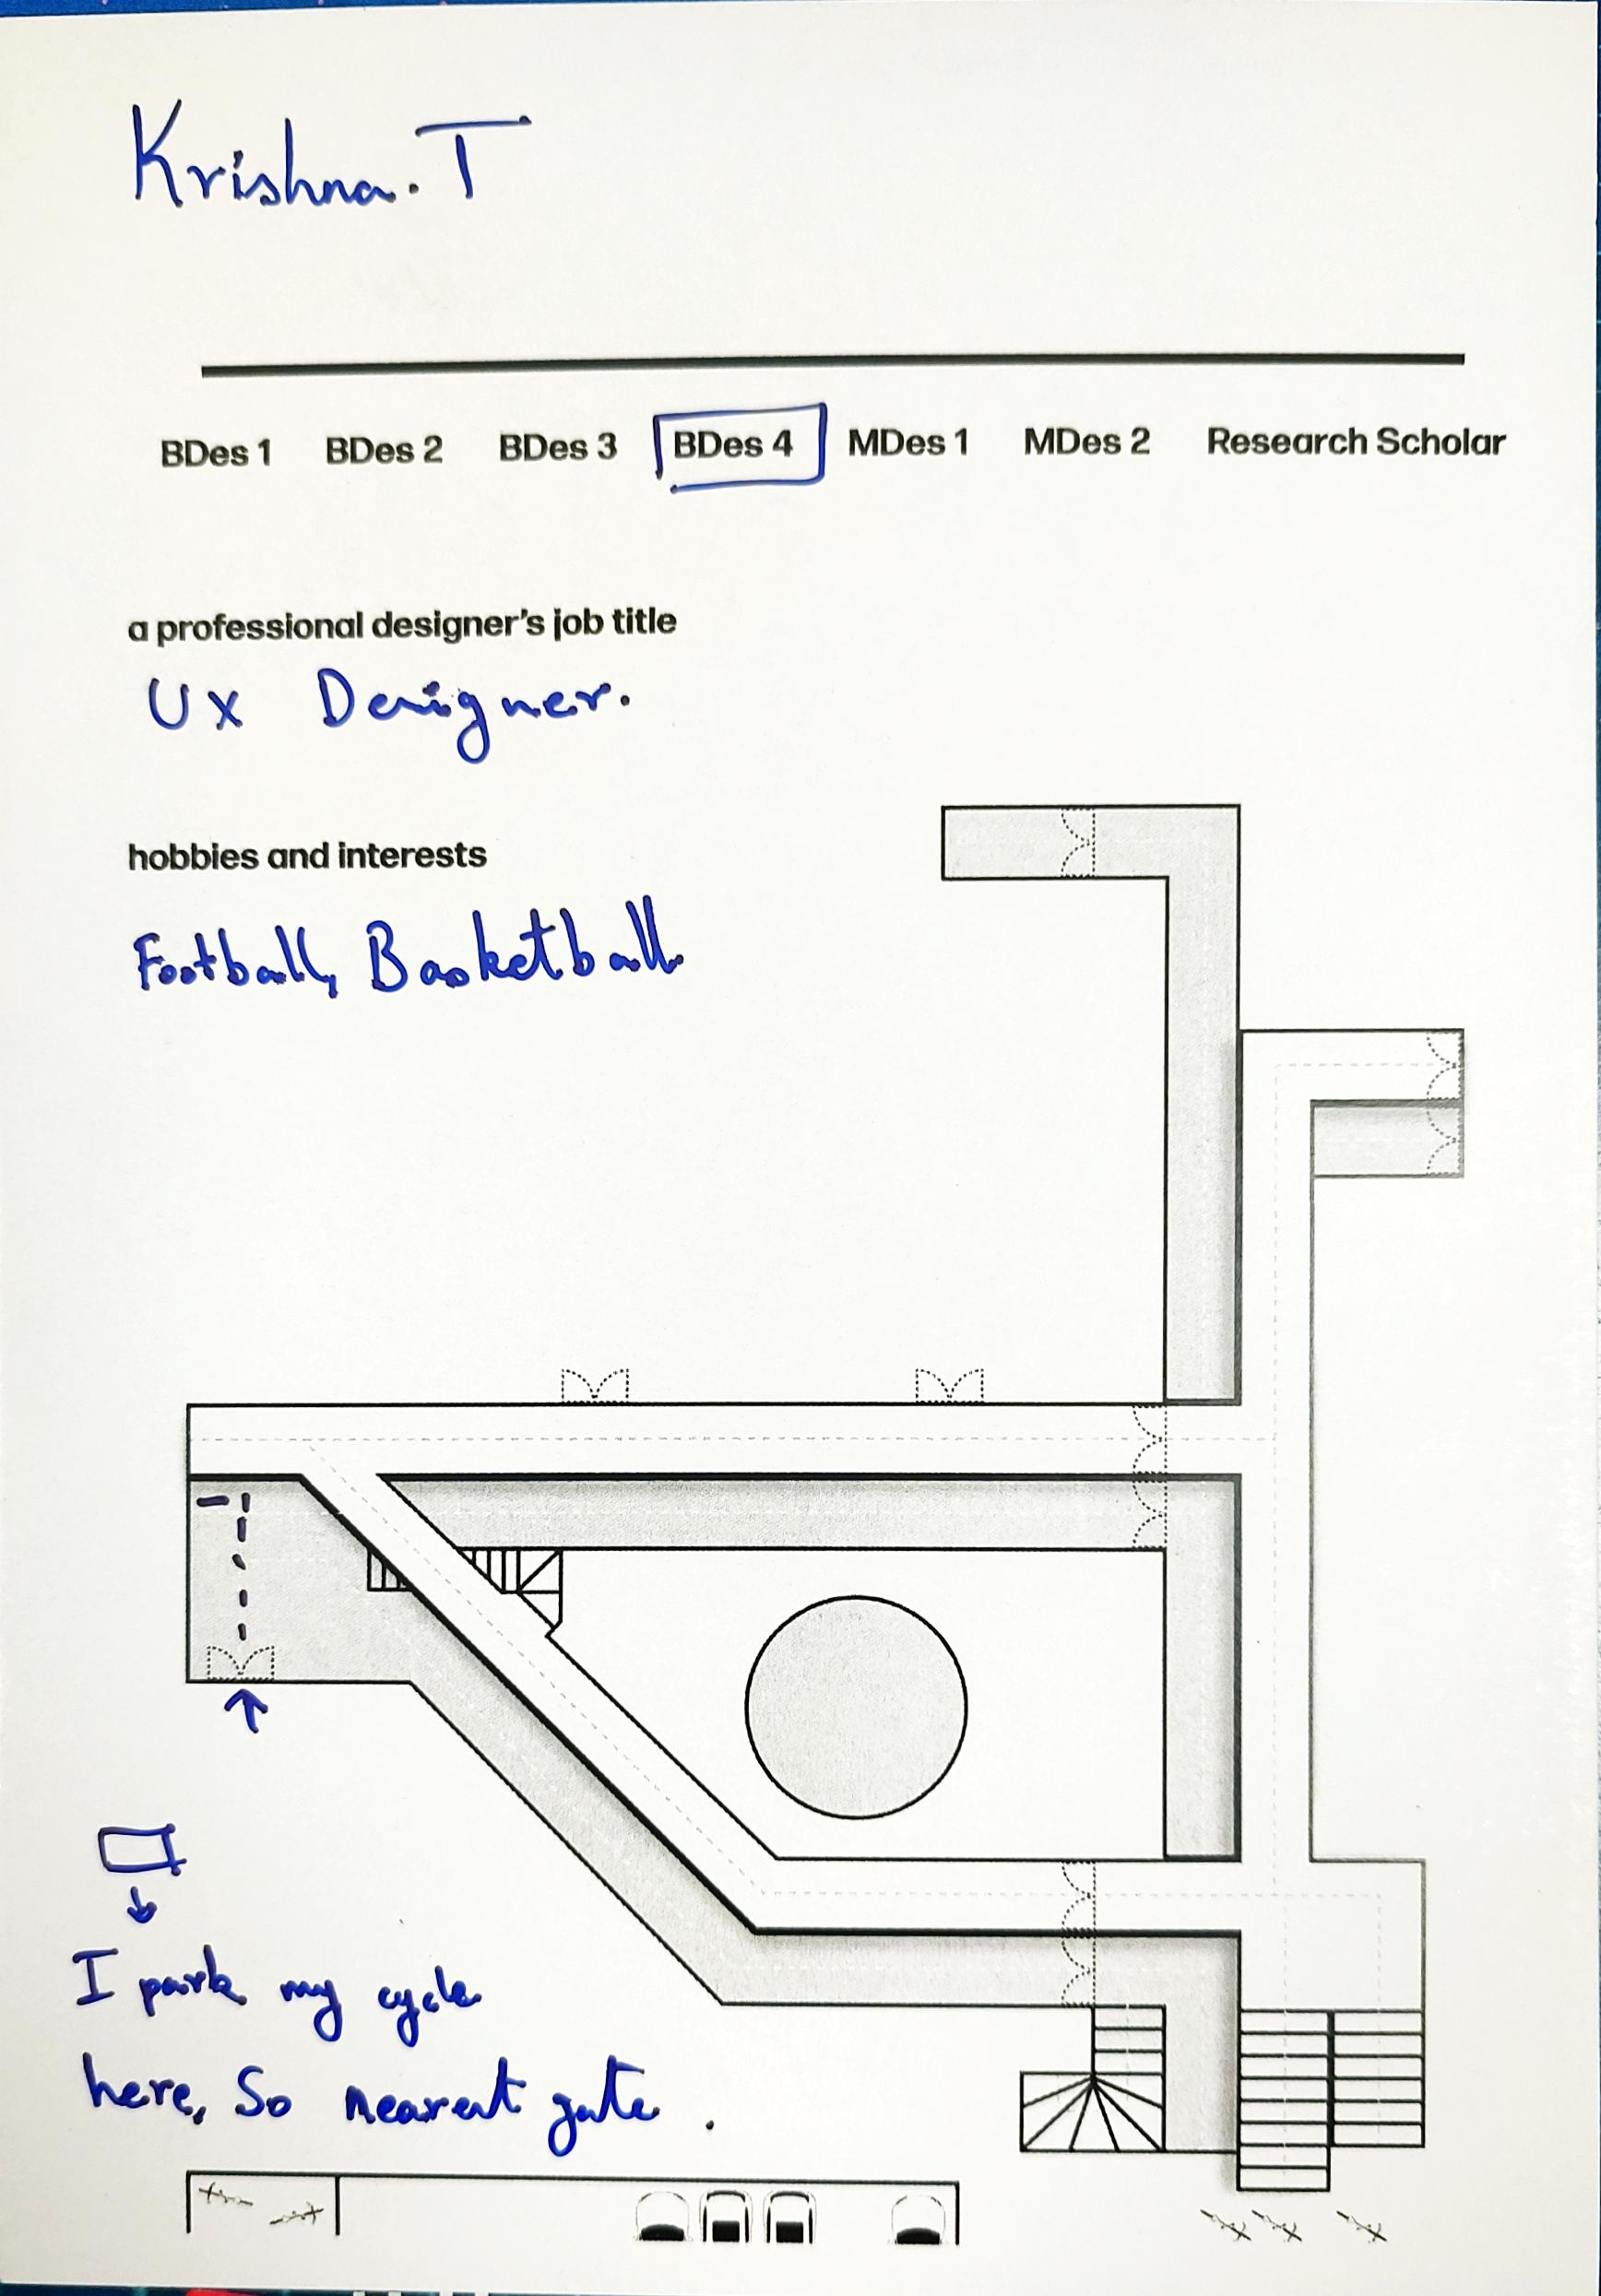 Krishna. T
BDes 1 BDes 2 BDes 3 BDes 4 MDes 1 MDes 2 Research Scholar
a professional designer's job title
UX Designer.
hobbies and interests
Football, Basketball
I park my cycle
here, So nearest gate.